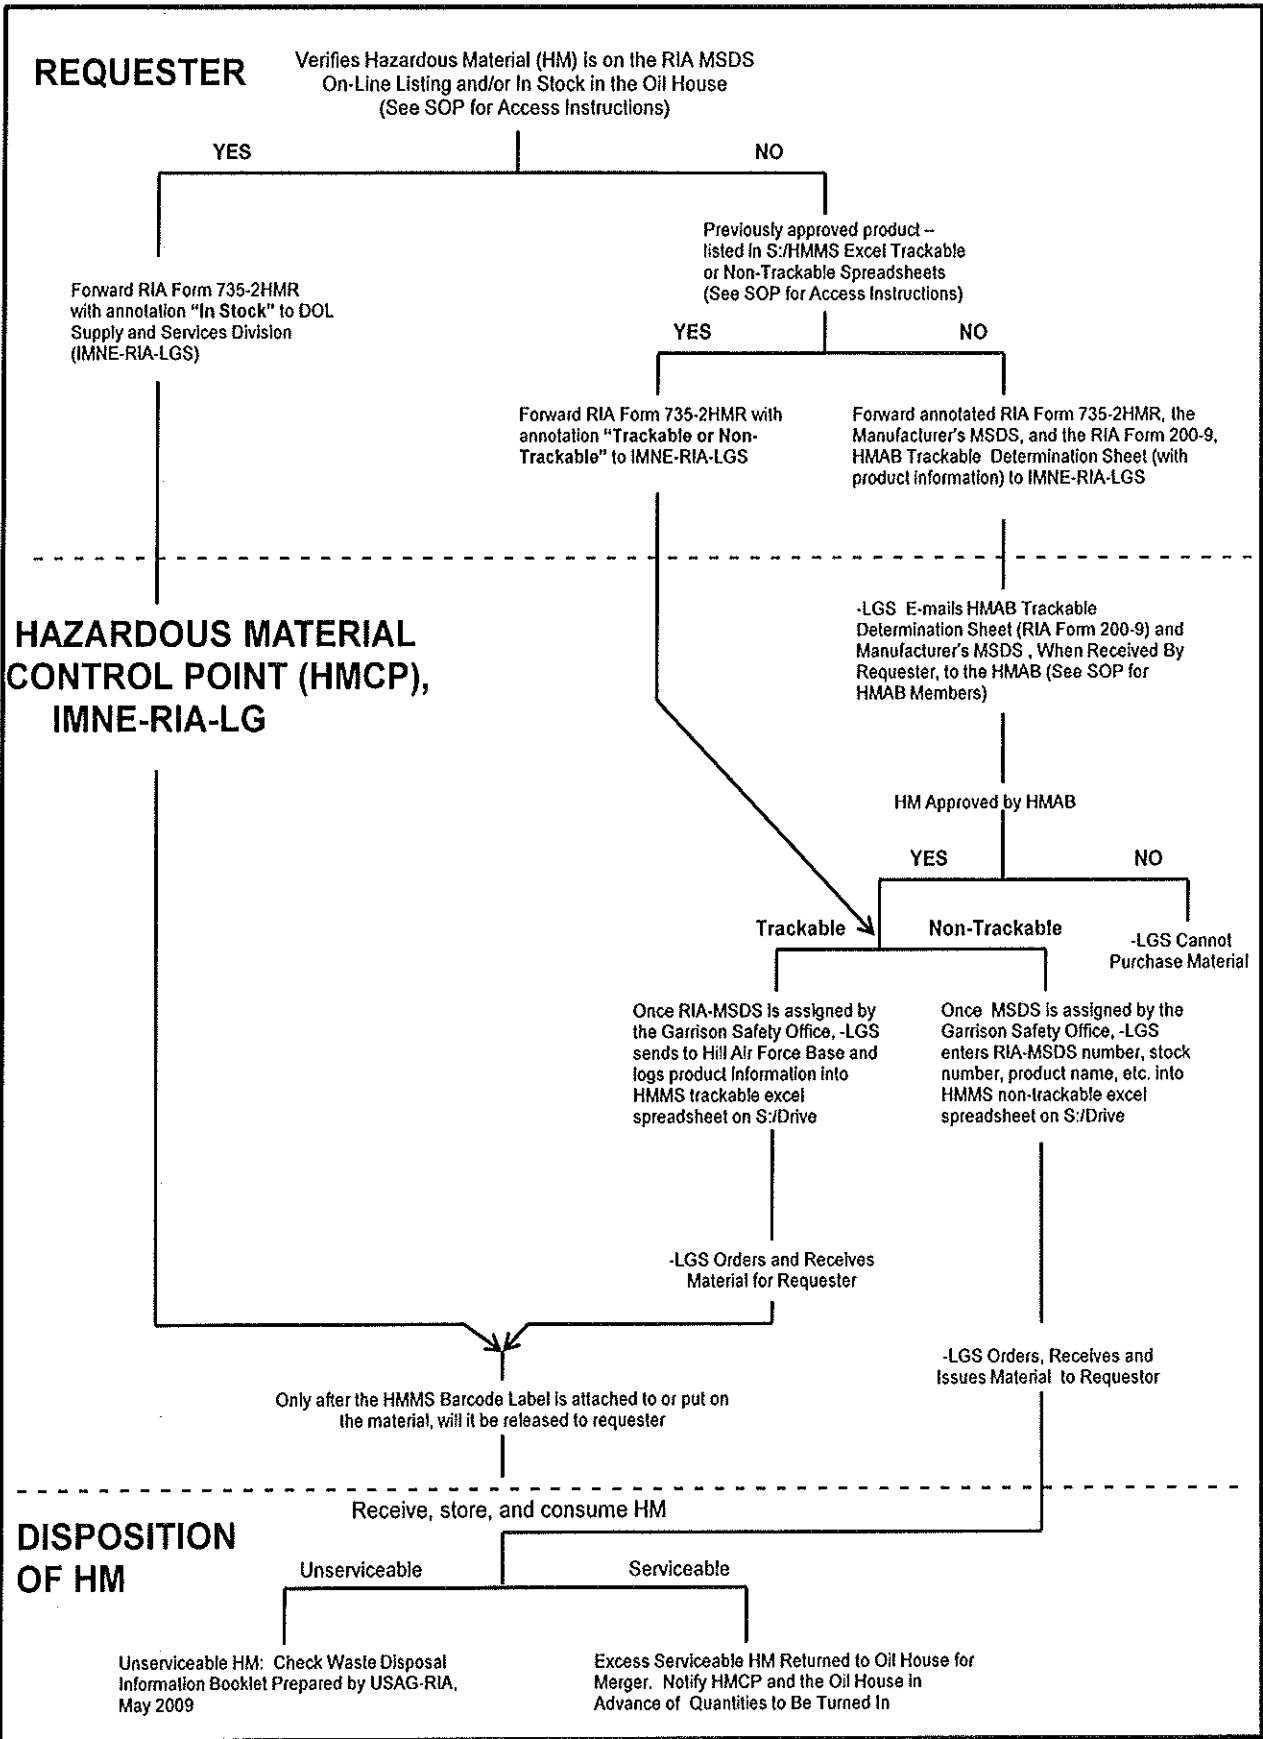 REQUESTER
Verifies Hazardous Material (HM) is on the RIA MSDS
On-Line Listing and/or In Stock in the Oil House
(See SOP for Access Instructions)
YES
NO
Previously approved product –
listed in S:/HMMS Excel Trackable
or Non-Trackable Spreadsheets
(See SOP for Access Instructions)
Forward RIA Form 735-2HMR
with annotation "In Stock" to DOL
Supply and Services Division
(IMNE-RIA-LGS)
YES
NO
Forward RIA Form 735-2HMR with
annotation "Trackable or Non-
Trackable" to IMNE-RIA-LGS
Forward annotated RIA Form 735-2HMR, the
Manufacturer's MSDS, and the RIA Form 200-9,
HMAB Trackable Determination Sheet (with
product information) to IMNE-RIA-LGS
HAZARDOUS MATERIAL
CONTROL POINT (HMCP),
IMNE-RIA-LG
-LGS E-mails HMAB Trackable
Determination Sheet (RIA Form 200-9) and
Manufacturer's MSDS , When Received By
Requester, to the HMAB (See SOP for
HMAB Members)
HM Approved by HMAB
YES
NO
Trackable
Non-Trackable
-LGS Cannot
Purchase Material
Once RIA-MSDS is assigned by
the Garrison Safety Office, -LGS
sends to Hill Air Force Base and
logs product information into
HMMS trackable excel
spreadsheet on S:/Drive
Once MSDS is assigned by the
Garrison Safety Office, -LGS
enters RIA-MSDS number, stock
number, product name, etc. into
HMMS non-trackable excel
spreadsheet on S:/Drive
-LGS Orders and Receives
Material for Requester
-LGS Orders, Receives and
Issues Material to Requestor
Only after the HMMS Barcode Label is attached to or put on
the material, will it be released to requester
Receive, store, and consume HM
DISPOSITION
OF HM
Unserviceable
Serviceable
Unserviceable HM: Check Waste Disposal
Information Booklet Prepared by USAG-RIA,
May 2009
Excess Serviceable HM Returned to Oil House for
Merger. Notify HMCP and the Oil House in
Advance of Quantities to Be Turned In